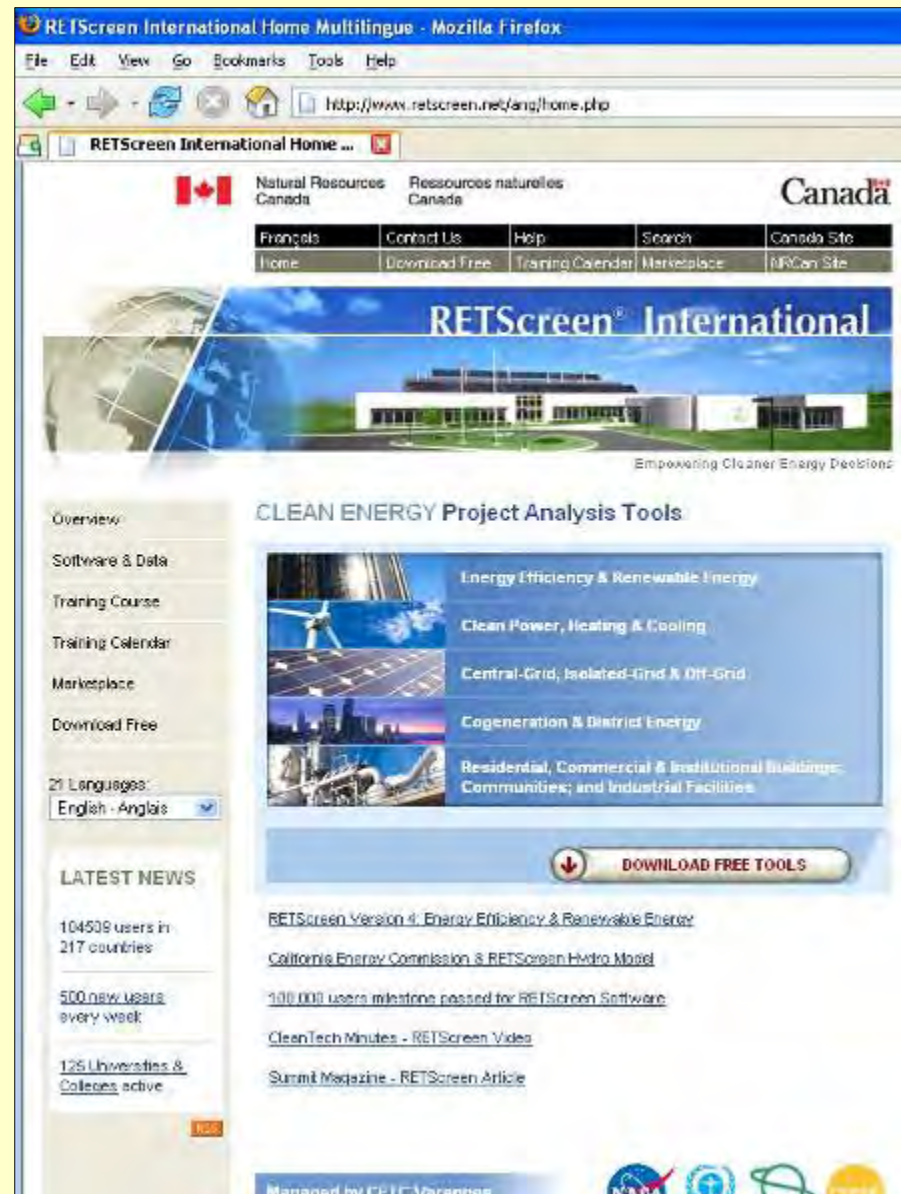 RETScreen International Home Multilingue - Mozilla Firefox
File Edit View Go Bookmarks Tools Help
http://www.retscreen.net/ang/home.php
RETScreen International Home ...
Natural Resources Ressources naturelles
Canada Canada
Canada
Français Contact Us Help Search Canada Site
Home Download Free Training Calendar Marketplace NRCan Site
RETScreen® International
Empowering Cleaner Energy Decisions
Overview
Software & Data
Training Course
Training Calendar
Marketplace
Download Free
21 Languages:
English - Anglais
LATEST NEWS
104509 users in
217 countries
500 new users
every week
125 Universities &
Colleges active
RSS
CLEAN ENERGY Project Analysis Tools
Energy Efficiency & Renewable Energy
Clean Power, Heating & Cooling
Central-Grid, Isolated-Grid & Off-Grid
Cogeneration & District Energy
Residential, Commercial & Institutional Buildings;
Communities; and Industrial Facilities
DOWNLOAD FREE TOOLS
RETScreen Version 4: Energy Efficiency & Renewable Energy
California Energy Commission & RETScreen Hydro Model
100,000 users milestone passed for RETScreen Software
CleanTech Minutes - RETScreen Video
Summit Magazine - RETScreen Article
Managed by CETC-Varennes
NASA